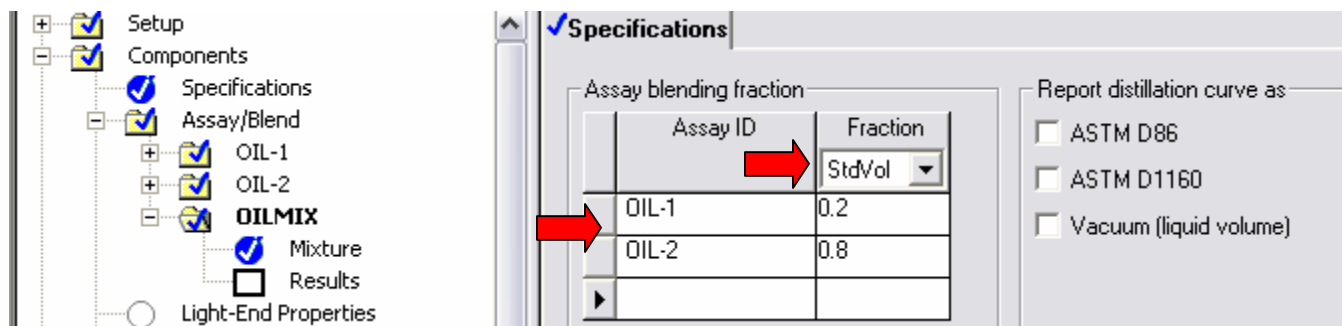 Setup
Components
Specifications
Assay/Blend
OIL-1
OIL-2
OILMIX
Mixture
Results
Light-End Properties
Specifications
Assay blending fraction
Assay ID Fraction
StdVol
OIL-1 0.2
OIL-2 0.8
Report distillation curve as
ASTM D86
ASTM D1160
Vacuum (liquid volume)